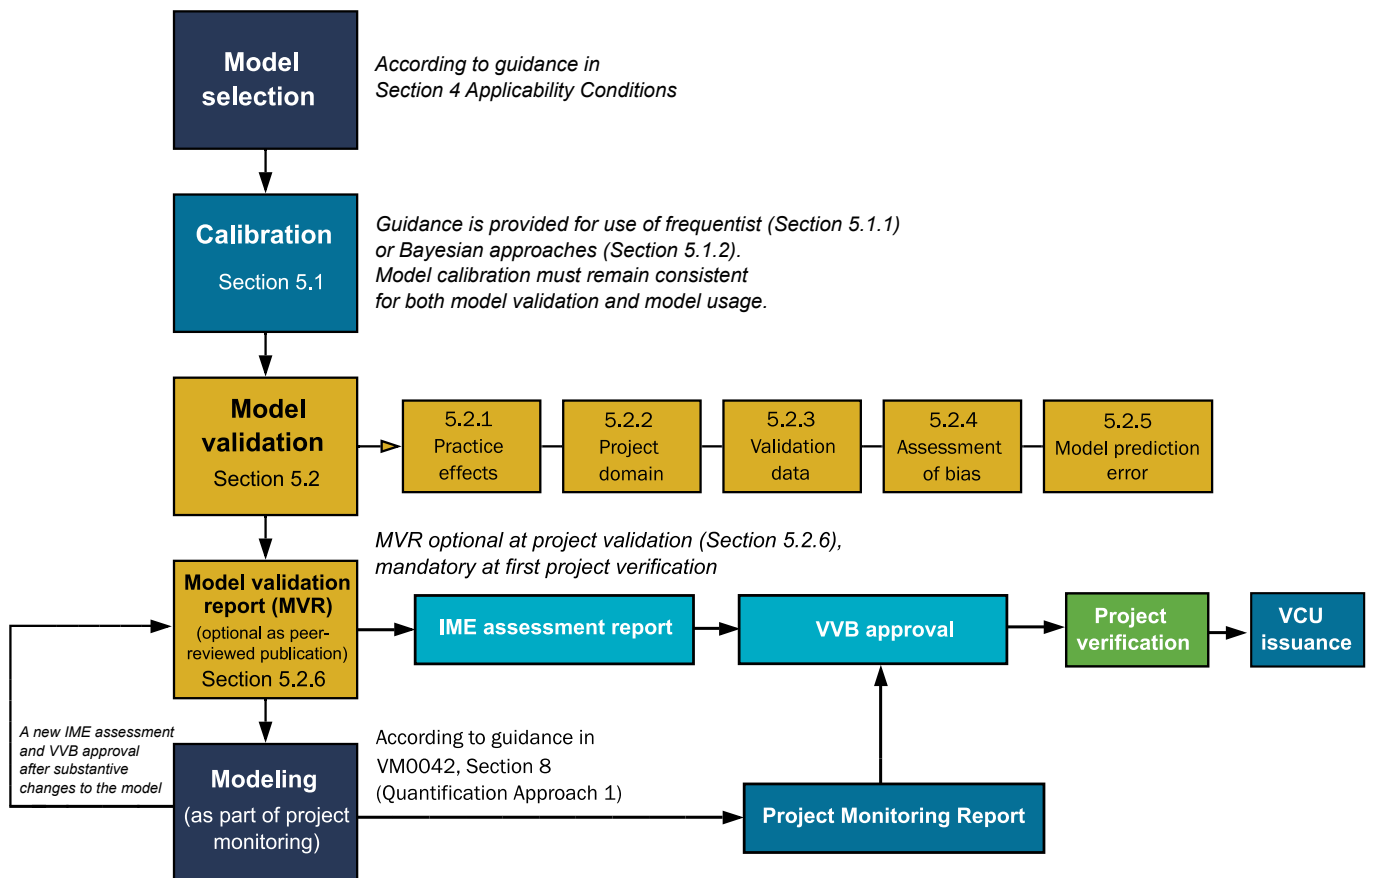 Model
selection
According to guidance in
Section 4 Applicability Conditions
Calibration
Section 5.1
Guidance is provided for use of frequentist (Section 5.1.1)
or Bayesian approaches (Section 5.1.2).
Model calibration must remain consistent
for both model validation and model usage.
Model
validation
Section 5.2
5.2.1
Practice
effects
5.2.2
Project
domain
5.2.3
Validation
data
5.2.4
Assessment
of bias
5.2.5
Model prediction
error
MVR optional at project validation (Section 5.2.6),
mandatory at first project verification
Model validation
report (MVR)
(optional as peer-
reviewed publication)
Section 5.2.6
IME assessment report
VVB approval
Project
verification
VCU
issuance
A new IME assessment
and VVB approval
after substantive
changes to the model
Modeling
(as part of project
monitoring)
According to guidance in
VM0042, Section 8
(Quantification Approach 1)
Project Monitoring Report